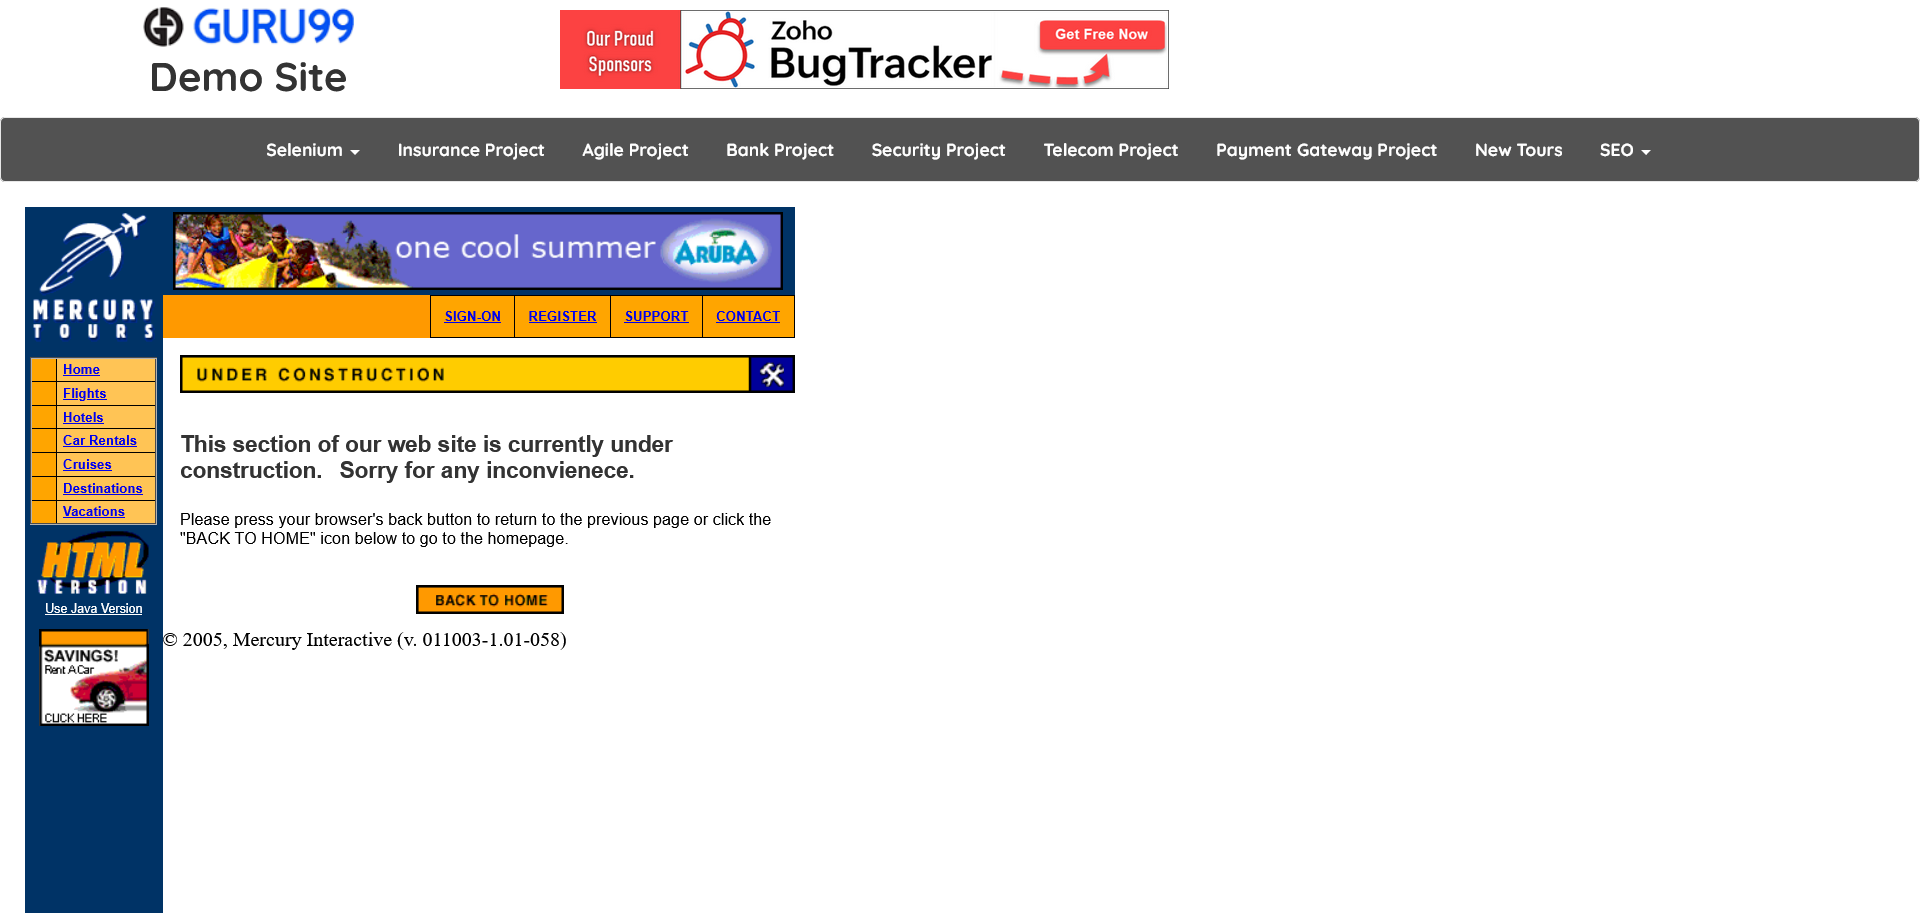 GURU99
Demo Site
Our Proud
Sponsors
Zoho
BugTracker
Get Free Now
Selenium
Insurance Project
Agile Project
Bank Project
Security Project
Telecom Project
Payment Gateway Project
New Tours
SEO
one cool summer
ARUBA
MERCURY
TOURS
SIGN-ON
REGISTER
SUPPORT
CONTACT
Home
Flights
Hotels
Car Rentals
Cruises
Destinations
Vacations
HTML
VERSION
Use Java Version
SAVINGS!
Rent A Car
CLICK HERE
UNDER CONSTRUCTION
This section of our web site is currently under
construction. Sorry for any inconvienece.
Please press your browser's back button to return to the previous page or click the
"BACK TO HOME" icon below to go to the homepage.
BACK TO HOME
© 2005, Mercury Interactive (v. 011003-1.01-058)